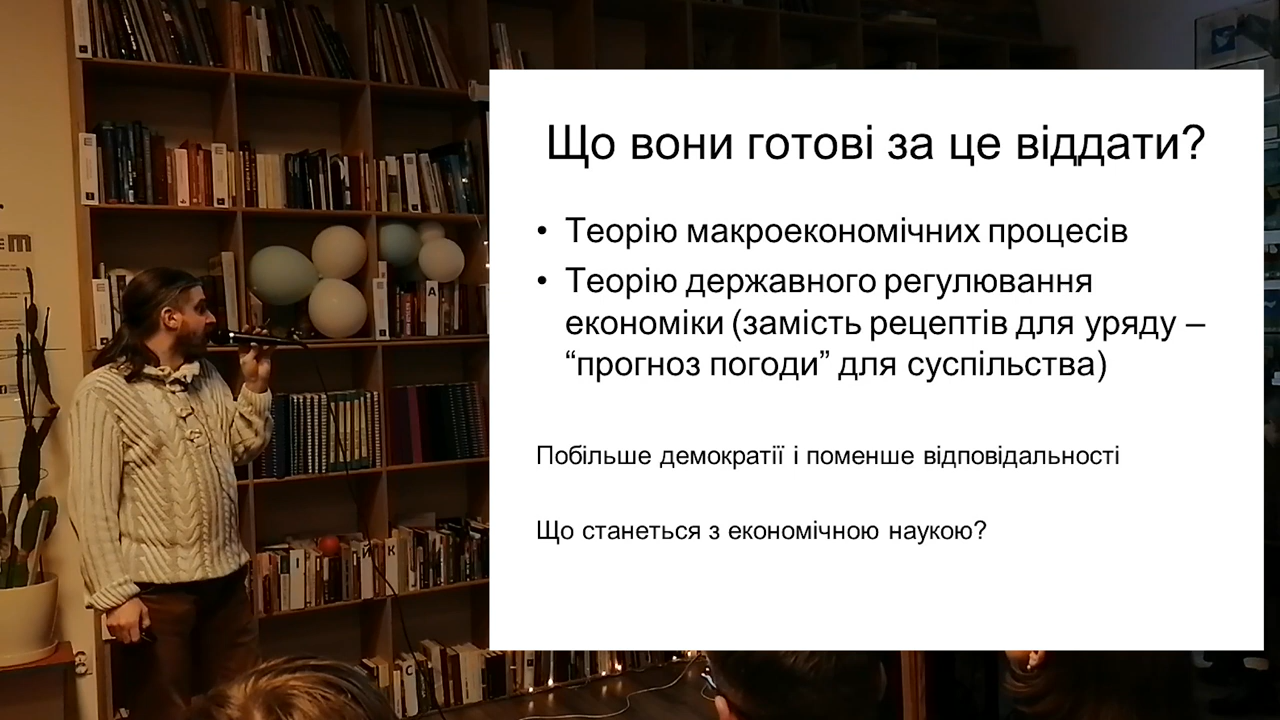 Що вони готові за це віддати?
• Теорію макроекономічних процесів
• Теорію державного регулювання
економіки (замість рецептів для уряду –
“прогноз погоди” для суспільства)
Побільше демократії і поменше відповідальності
Що станеться з економічною наукою?
А
Й
К
С